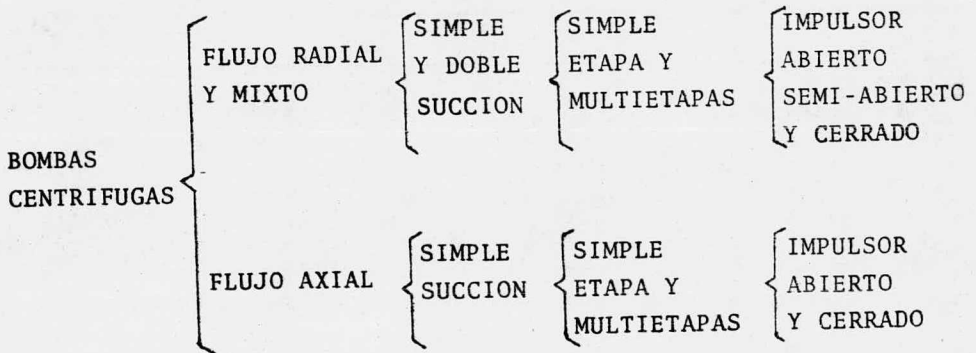 BOMBAS
CENTRIFUGAS
FLUJO RADIAL
Y MIXTO
SIMPLE
Y DOBLE
SUCCION
SIMPLE
ETAPA Y
MULTIETAPAS
IMPULSOR
ABIERTO
SEMI-ABIERTO
Y CERRADO
FLUJO AXIAL
SIMPLE
SUCCION
SIMPLE
ETAPA Y
MULTIETAPAS
IMPULSOR
ABIERTO
Y CERRADO